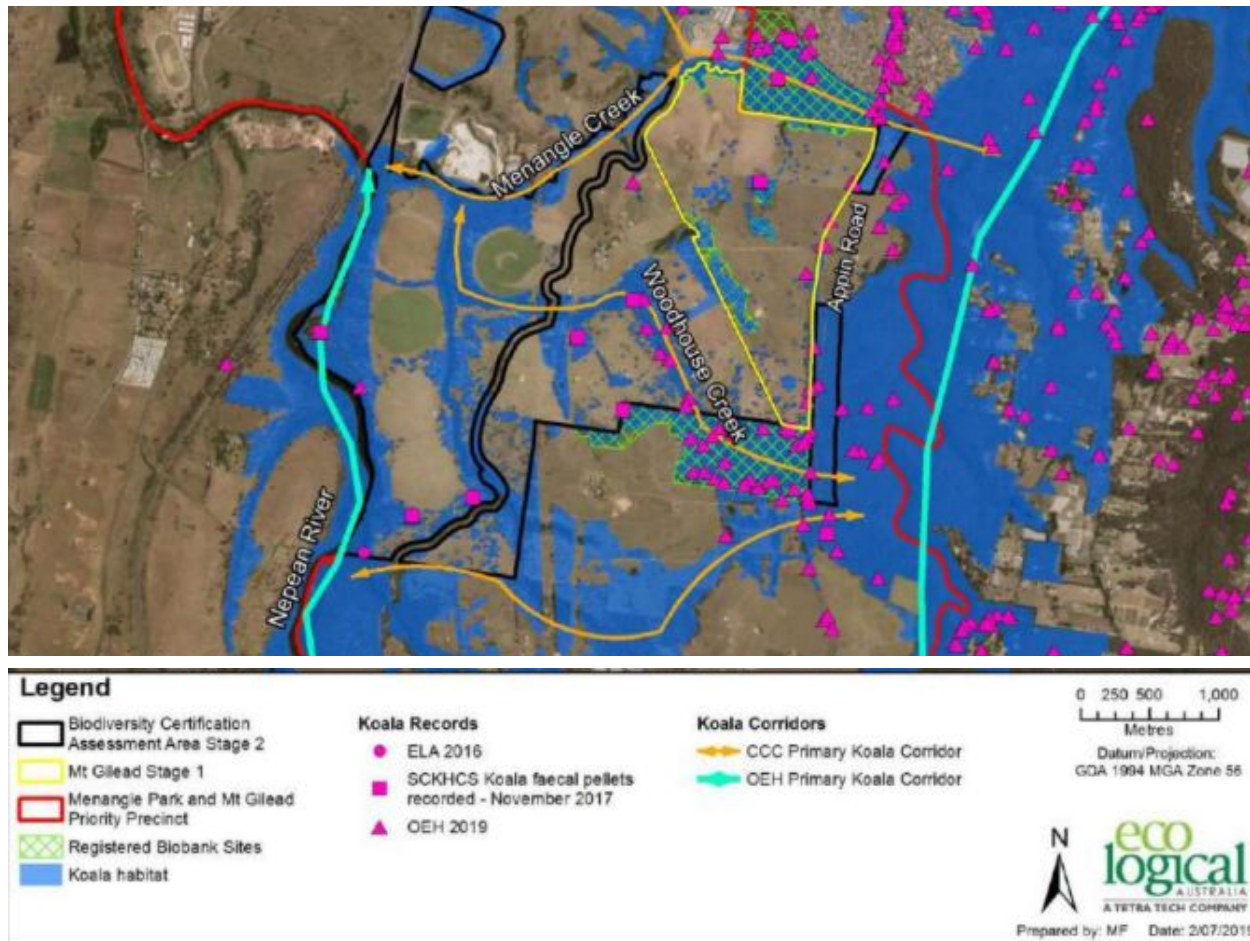 Menangle Creek
Woodhouse Creek
Appin Road
Nepean River
Legend
Biodiversity Certification
Assessment Area Stage 2
Mt Gilead Stage 1
Menangle Park and Mt Gilead
Priority Precinct
Registered Biobank Sites
Koala habitat
Koala Records
ELA 2016
SCKHCS Koala faecal pellets
recorded - November 2017
OEH 2019
Koala Corridors
CCC Primary Koala Corridor
OEH Primary Koala Corridor
0 250 500 1,000
Metres
Datum/Projection:
GDA 1994 MGA Zone 56
N
eco
logical
AUSTRALIA
A TETRA TECH COMPANY
Prepared by: MF Date: 2/07/2019